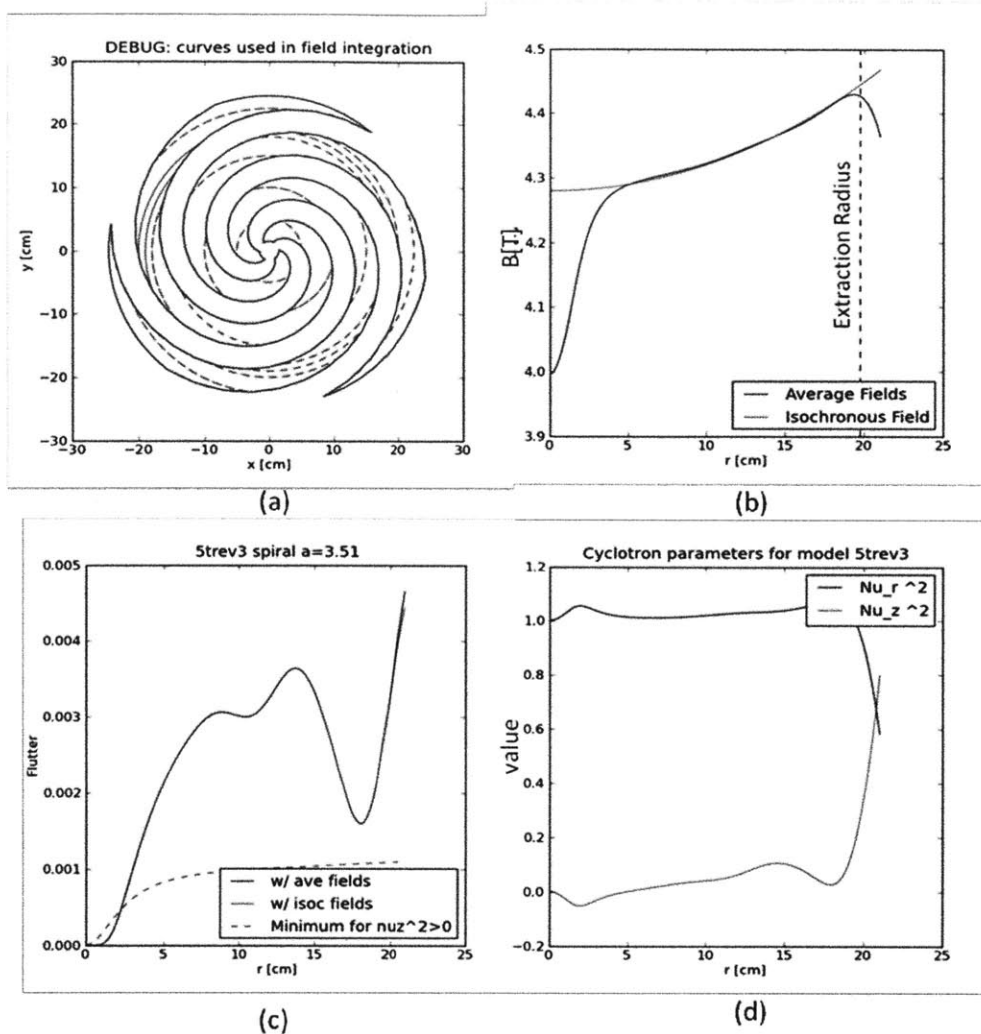 DEBUG: curves used in field integration
30
20
10
0
−10
−20
−30
y [cm]
−30 −20 −10 0 10 20 30
x [cm]
(a)
4.5
4.4
4.3
4.2
4.1
4.0
3.9
B[T.]
Extraction Radius
Average Fields
Isochronous Field
0 5 10 15 20 25
r [cm]
(b)
5trev3 spiral a=3.51
0.005
0.004
0.003
0.002
0.001
0.000
Flutter
w/ ave fields
w/ isoc fields
Minimum for nuz^2>0
0 5 10 15 20 25
r [cm]
(c)
Cyclotron parameters for model 5trev3
1.2
1.0
0.8
0.6
0.4
0.2
0.0
−0.2
value
Nu_r ^2
Nu_z ^2
0 5 10 15 20 25
r [cm]
(d)